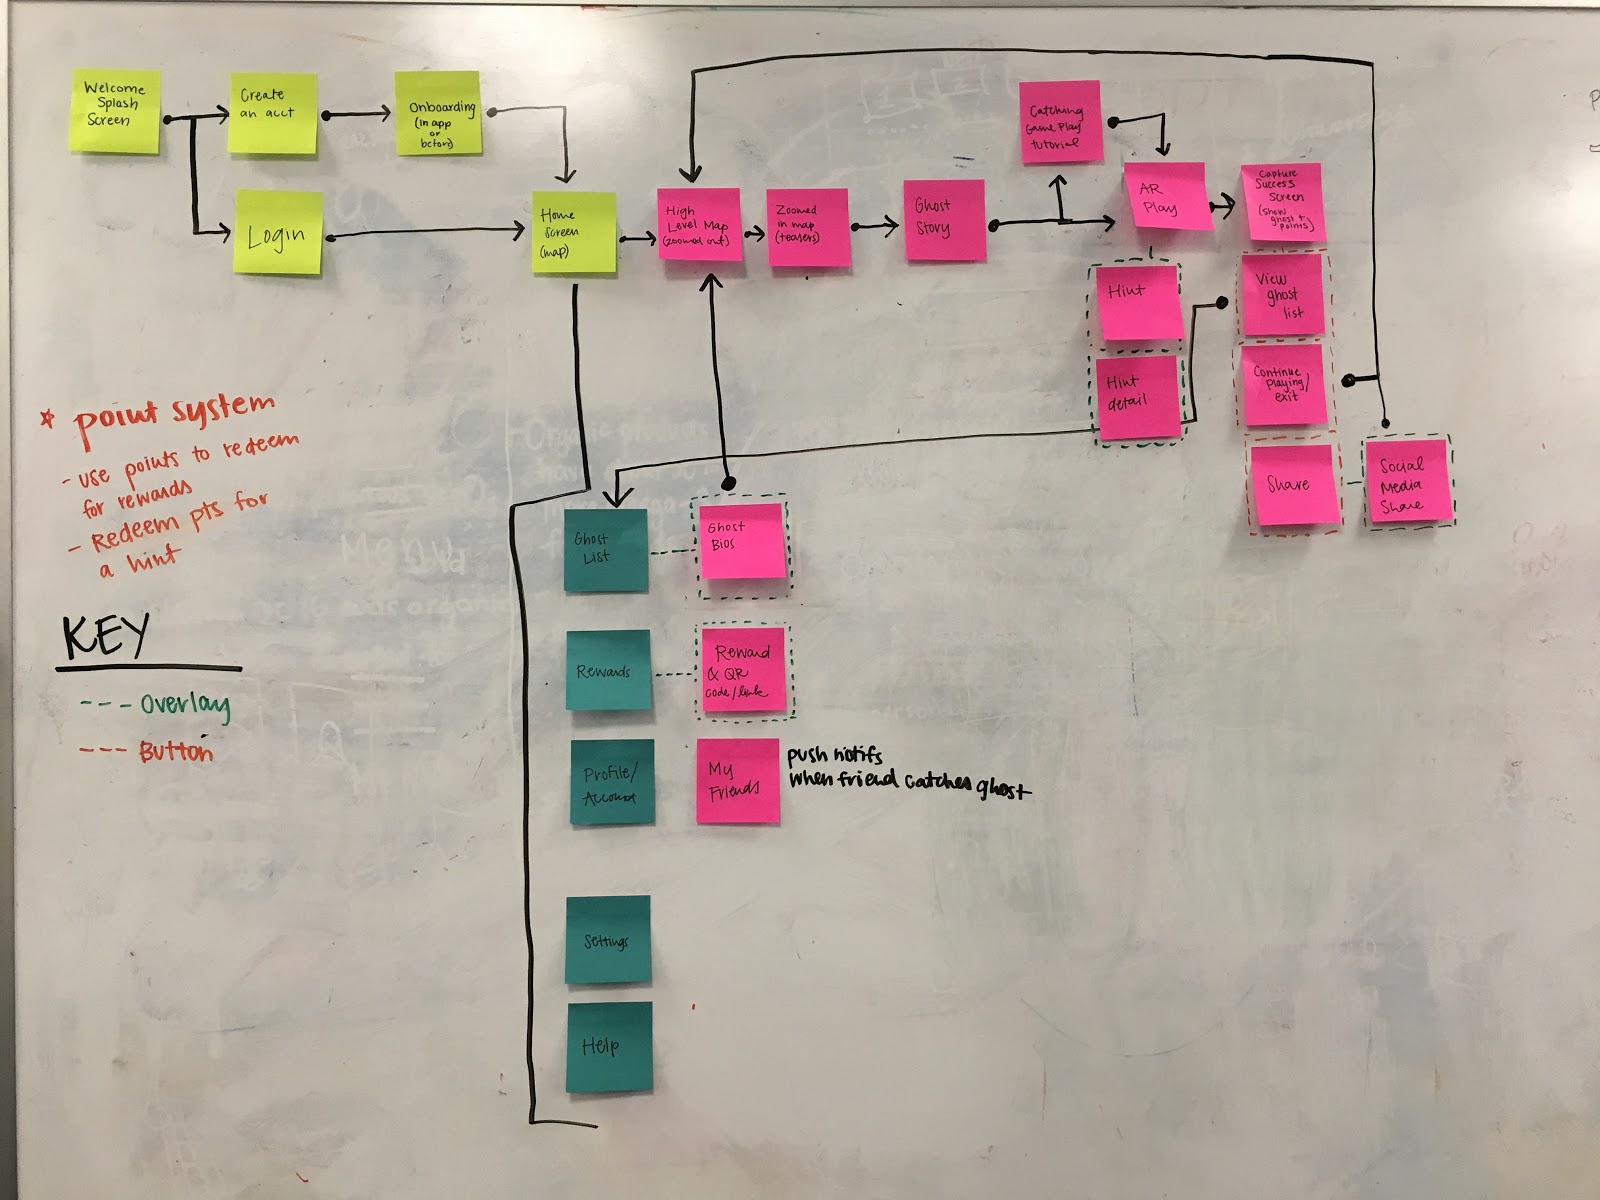 Welcome
Splash
Screen
Create
an acct
Onboarding
(in app
or
before)
Login
Home
Screen
(map)
High
Level Map
(zoomed out)
Zoomed
in map
(teasers)
Ghost
Story
Catching
Game Play
tutorial
AR
Play
Capture
Success
Screen
(show
ghost +
points)
Hint
Hint
detail
View
ghost
list
Continue
playing/
exit
Share
Social
Media
Share
* point system
- use points to redeem
for rewards
- Redeem pts for
a hint
KEY
--- Overlay
--- Button
Ghost
List
Ghost
Bios
Rewards
Reward
& QR
code/link
Profile/
Account
My
Friends
push notifs
when friend catches ghost
Settings
Help